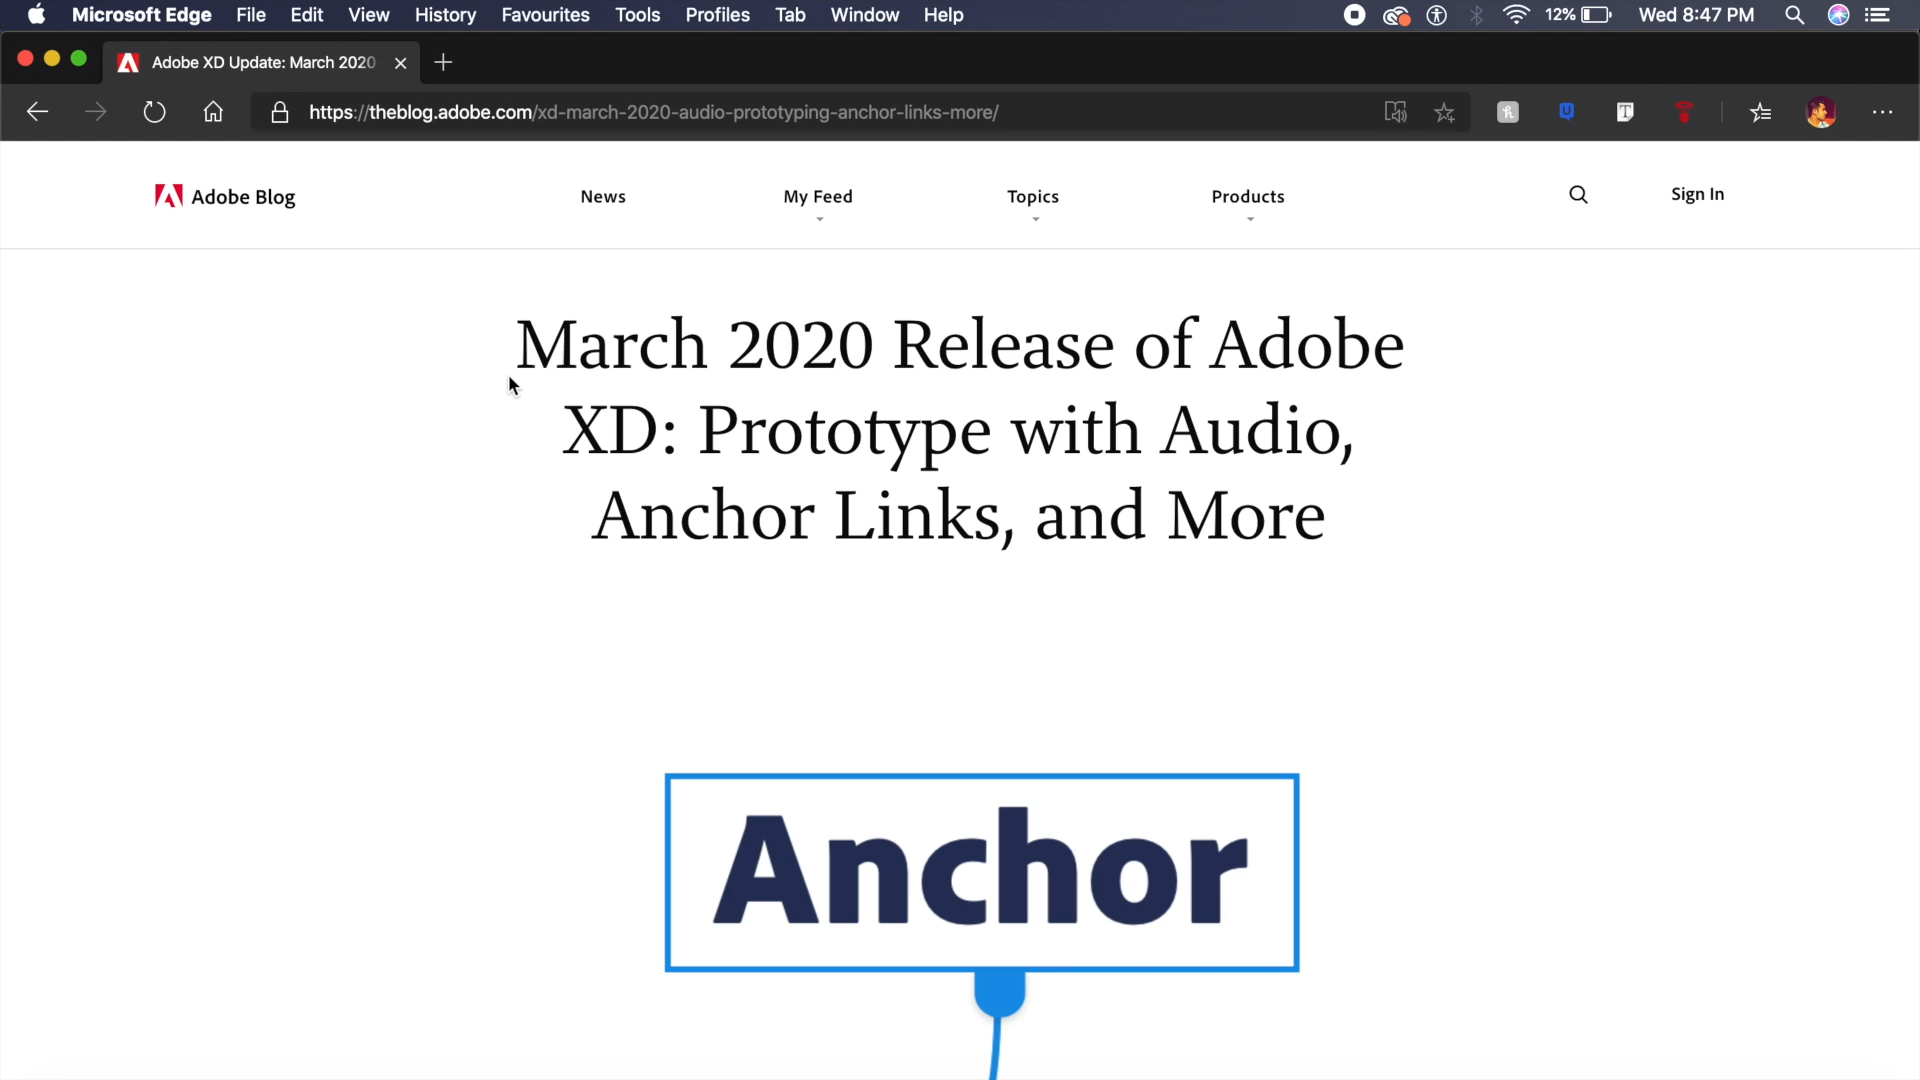 Microsoft Edge File Edit View History Favourites Tools Profiles Tab Window Help 12% Wed 8:47 PM
Adobe XD Update: March 2020
https://theblog.adobe.com/xd-march-2020-audio-prototyping-anchor-links-more/
Adobe Blog News My Feed Topics Products Sign In
March 2020 Release of Adobe
XD: Prototype with Audio,
Anchor Links, and More
Anchor